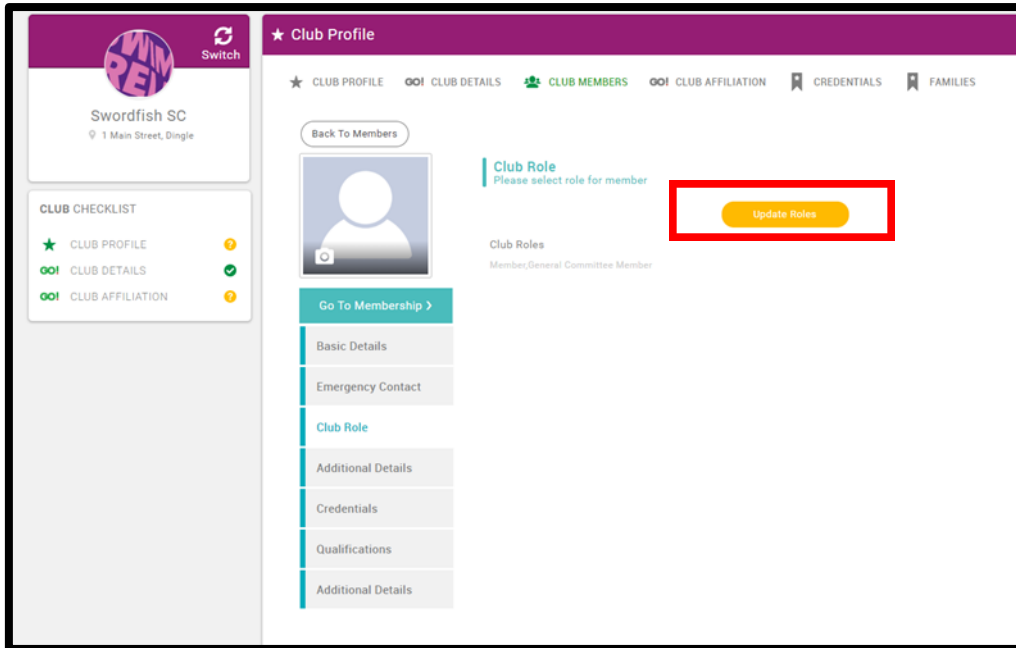 Switch
Swordfish SC
1 Main Street, Dingle
CLUB CHECKLIST
CLUB PROFILE
GO! CLUB DETAILS
GO! CLUB AFFILIATION
Club Profile
CLUB PROFILE GO! CLUB DETAILS CLUB MEMBERS GO! CLUB AFFILIATION CREDENTIALS FAMILIES
Back To Members
Club Role
Please select role for member
Update Roles
Club Roles
Member,General Committee Member
Go To Membership >
Basic Details
Emergency Contact
Club Role
Additional Details
Credentials
Qualifications
Additional Details